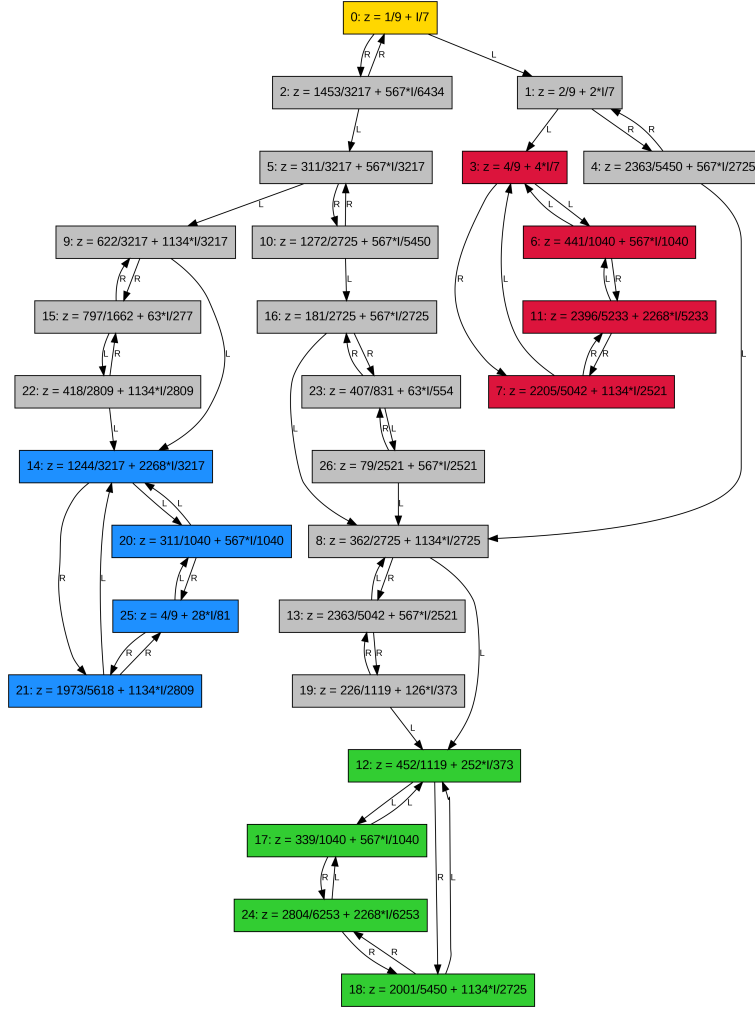 0: z = 1/9 + I/7
R
R
L
2: z = 1453/3217 + 567*I/6434
1: z = 2/9 + 2*I/7
L
L
R
R
5: z = 311/3217 + 567*I/3217
3: z = 4/9 + 4*I/7
4: z = 2363/5450 + 567*I/2725
L
R
R
L
L
9: z = 622/3217 + 1134*I/3217
10: z = 1272/2725 + 567*I/5450
6: z = 441/1040 + 567*I/1040
R
R
L
R
L
L
R
15: z = 797/1662 + 63*I/277
16: z = 181/2725 + 567*I/2725
11: z = 2396/5233 + 2268*I/5233
L
R
L
R
R
R
R
L
22: z = 418/2809 + 1134*I/2809
23: z = 407/831 + 63*I/554
7: z = 2205/5042 + 1134*I/2521
L
L
R
L
14: z = 1244/3217 + 2268*I/3217
26: z = 79/2521 + 567*I/2521
L
L
L
20: z = 311/1040 + 567*I/1040
8: z = 362/2725 + 1134*I/2725
R
L
L
R
L
R
25: z = 4/9 + 28*I/81
13: z = 2363/5042 + 567*I/2521
R
R
R
R
L
21: z = 1973/5618 + 1134*I/2809
19: z = 226/1119 + 126*I/373
L
12: z = 452/1119 + 252*I/373
L
L
17: z = 339/1040 + 567*I/1040
R
L
R
L
24: z = 2804/6253 + 2268*I/6253
R
R
18: z = 2001/5450 + 1134*I/2725